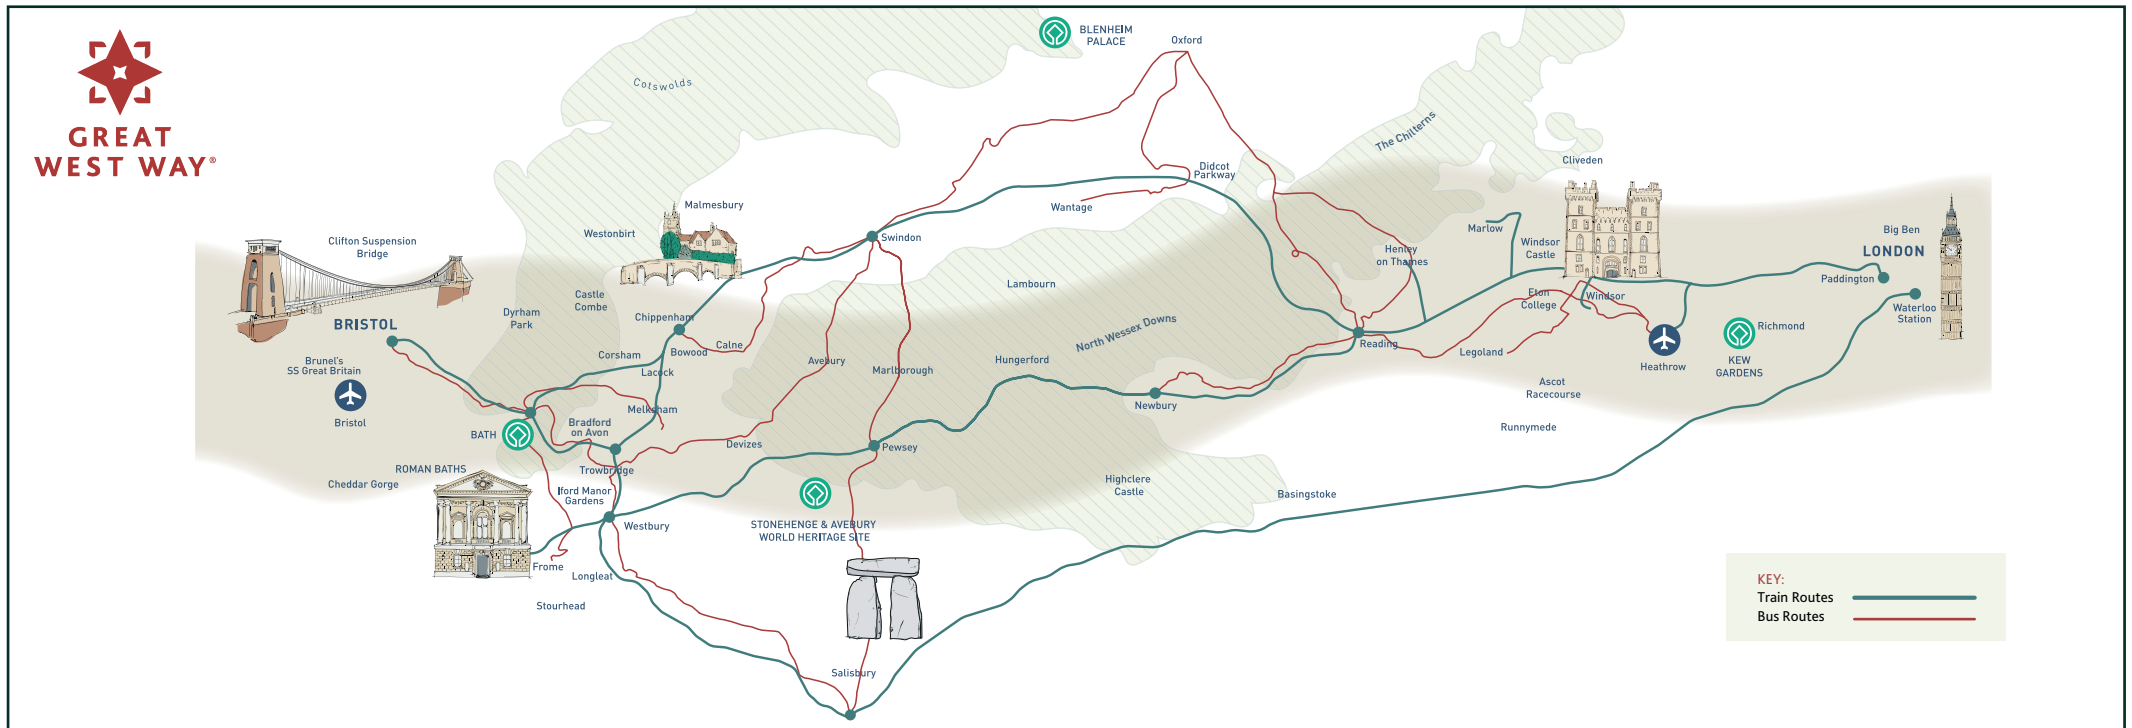 GREAT
WEST WAY®
BLENHEIM
PALACE
Oxford
Cotswolds
The Chilterns
Didcot
Parkway
Cliveden
Wantage
Malmesbury
Westonbirt
Swindon
Marlow
Windsor
Castle
Big Ben
LONDON
Clifton Suspension
Bridge
Henley
on Thames
Paddington
Lambourn
Castle
Combe
Eton
College
Windsor
Waterloo
Station
Dyrham
Park
Chippenham
BRISTOL
North Wessex Downs
Richmond
Reading
Calne
Bowood
Corsham
Legoland
Avebury
Hungerford
Marlborough
Lacock
Heathrow
KEW
GARDENS
Brunel's
SS Great Britain
Ascot
Racecourse
Bristol
Melksham
Newbury
Bradford
on Avon
BATH
Runnymede
Devizes
Pewsey
Trowbridge
ROMAN BATHS
Cheddar Gorge
Highclere
Castle
Iford Manor
Gardens
Basingstoke
Westbury
STONEHENGE & AVEBURY
WORLD HERITAGE SITE
Frome
Longleat
Stourhead
Salisbury
KEY:
Train Routes
Bus Routes